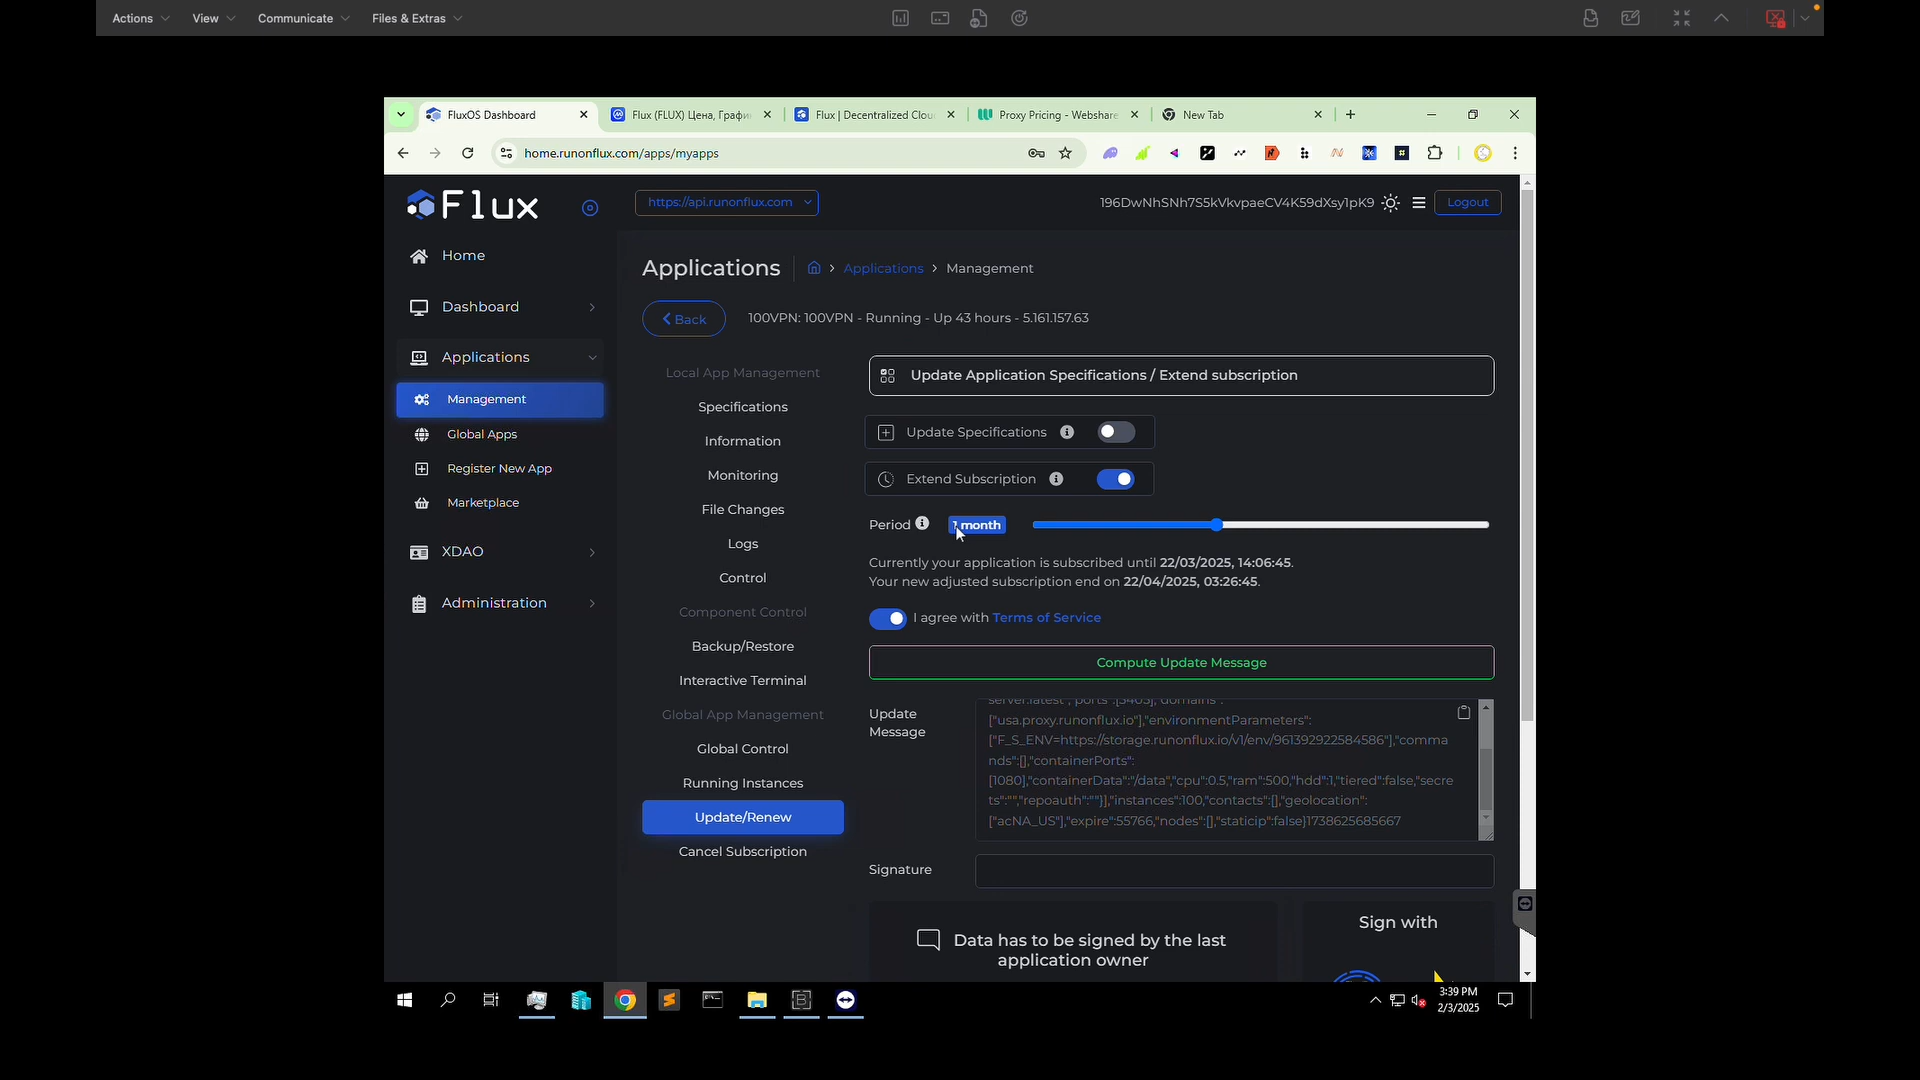 Actions
View
Communicate
Files & Extras
FluxOS Dashboard
Flux (FLUX) Цена, Графи
Flux | Decentralized Clou
Proxy Pricing - Webshare
New Tab
home.runonflux.com/apps/myapps
Flux
https://api.runonflux.com
196DwNhSNh7S5kVkvpaeCV4K59dXsy1pK9
Logout
Home
Dashboard
Applications
Management
Global Apps
Register New App
Marketplace
XDAO
Administration
Applications
Applications
Management
Back
100VPN: 100VPN - Running - Up 43 hours - 5.161.157.63
Local App Management
Specifications
Information
Monitoring
File Changes
Logs
Control
Component Control
Backup/Restore
Interactive Terminal
Global App Management
Global Control
Running Instances
Update/Renew
Cancel Subscription
Update Application Specifications / Extend subscription
Update Specifications
Extend Subscription
Period
1 month
Currently your application is subscribed until 22/03/2025, 14:06:45.
Your new adjusted subscription end on 22/04/2025, 03:26:45.
I agree with Terms of Service
Compute Update Message
Update
Message
["usa.proxy.runonflux.io"],"environmentParameters":
["F_S_ENV=https://storage.runonflux.io/v1/env/961392922584586"],"comma
nds":[],"containerPorts":
[1080],"containerData":"/data","cpu":0.5,"ram":500,"hdd":1,"tiered":false,"secre
ts":"","repoauth":""}],"instances":100,"contacts":[],"geolocation":
["acNA_US"],"expire":55766,"nodes":[],"staticip":false}1738625685667
Signature
Data has to be signed by the last
application owner
Sign with
3:39 PM
2/3/2025